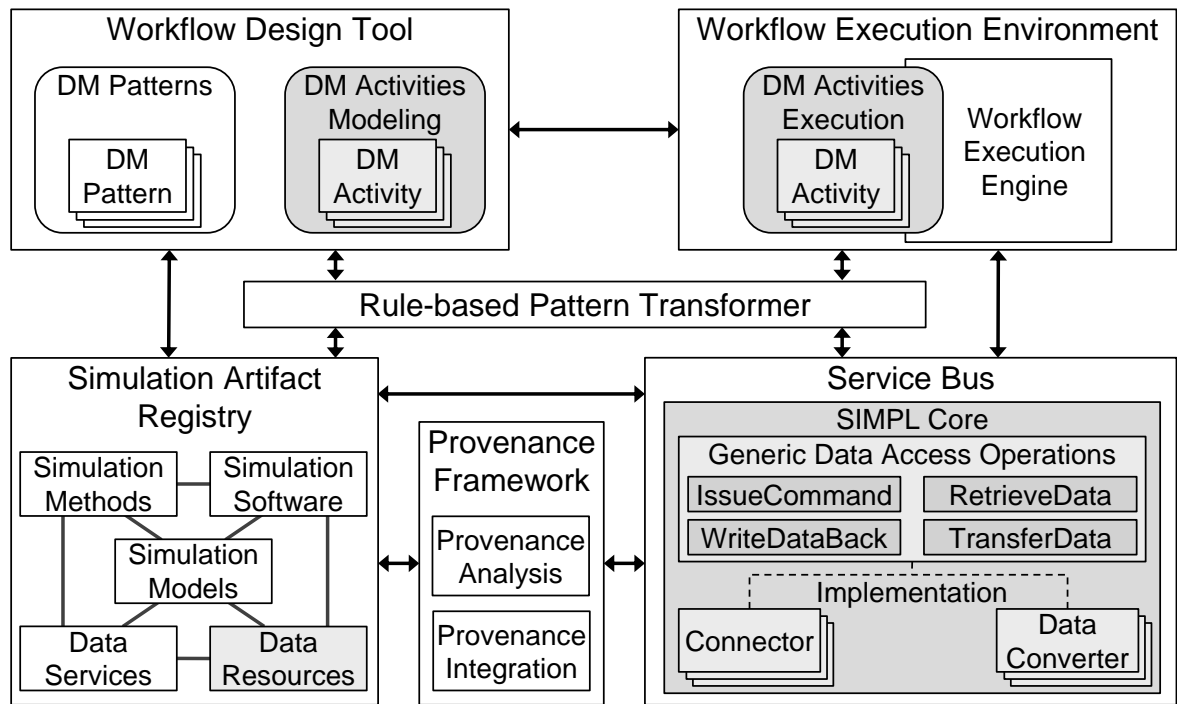 Workflow Design Tool
DM Patterns
DM
Pattern
DM Activities
Modeling
DM
Activity
Workflow Execution Environment
DM Activities
Execution
DM
Activity
Workflow
Execution
Engine
Rule-based Pattern Transformer
Simulation Artifact
Registry
Simulation
Methods
Simulation
Software
Simulation
Models
Data
Services
Data
Resources
Provenance
Framework
Provenance
Analysis
Provenance
Integration
Service Bus
SIMPL Core
Generic Data Access Operations
IssueCommand
RetrieveData
WriteDataBack
TransferData
Implementation
Connector
Data
Converter